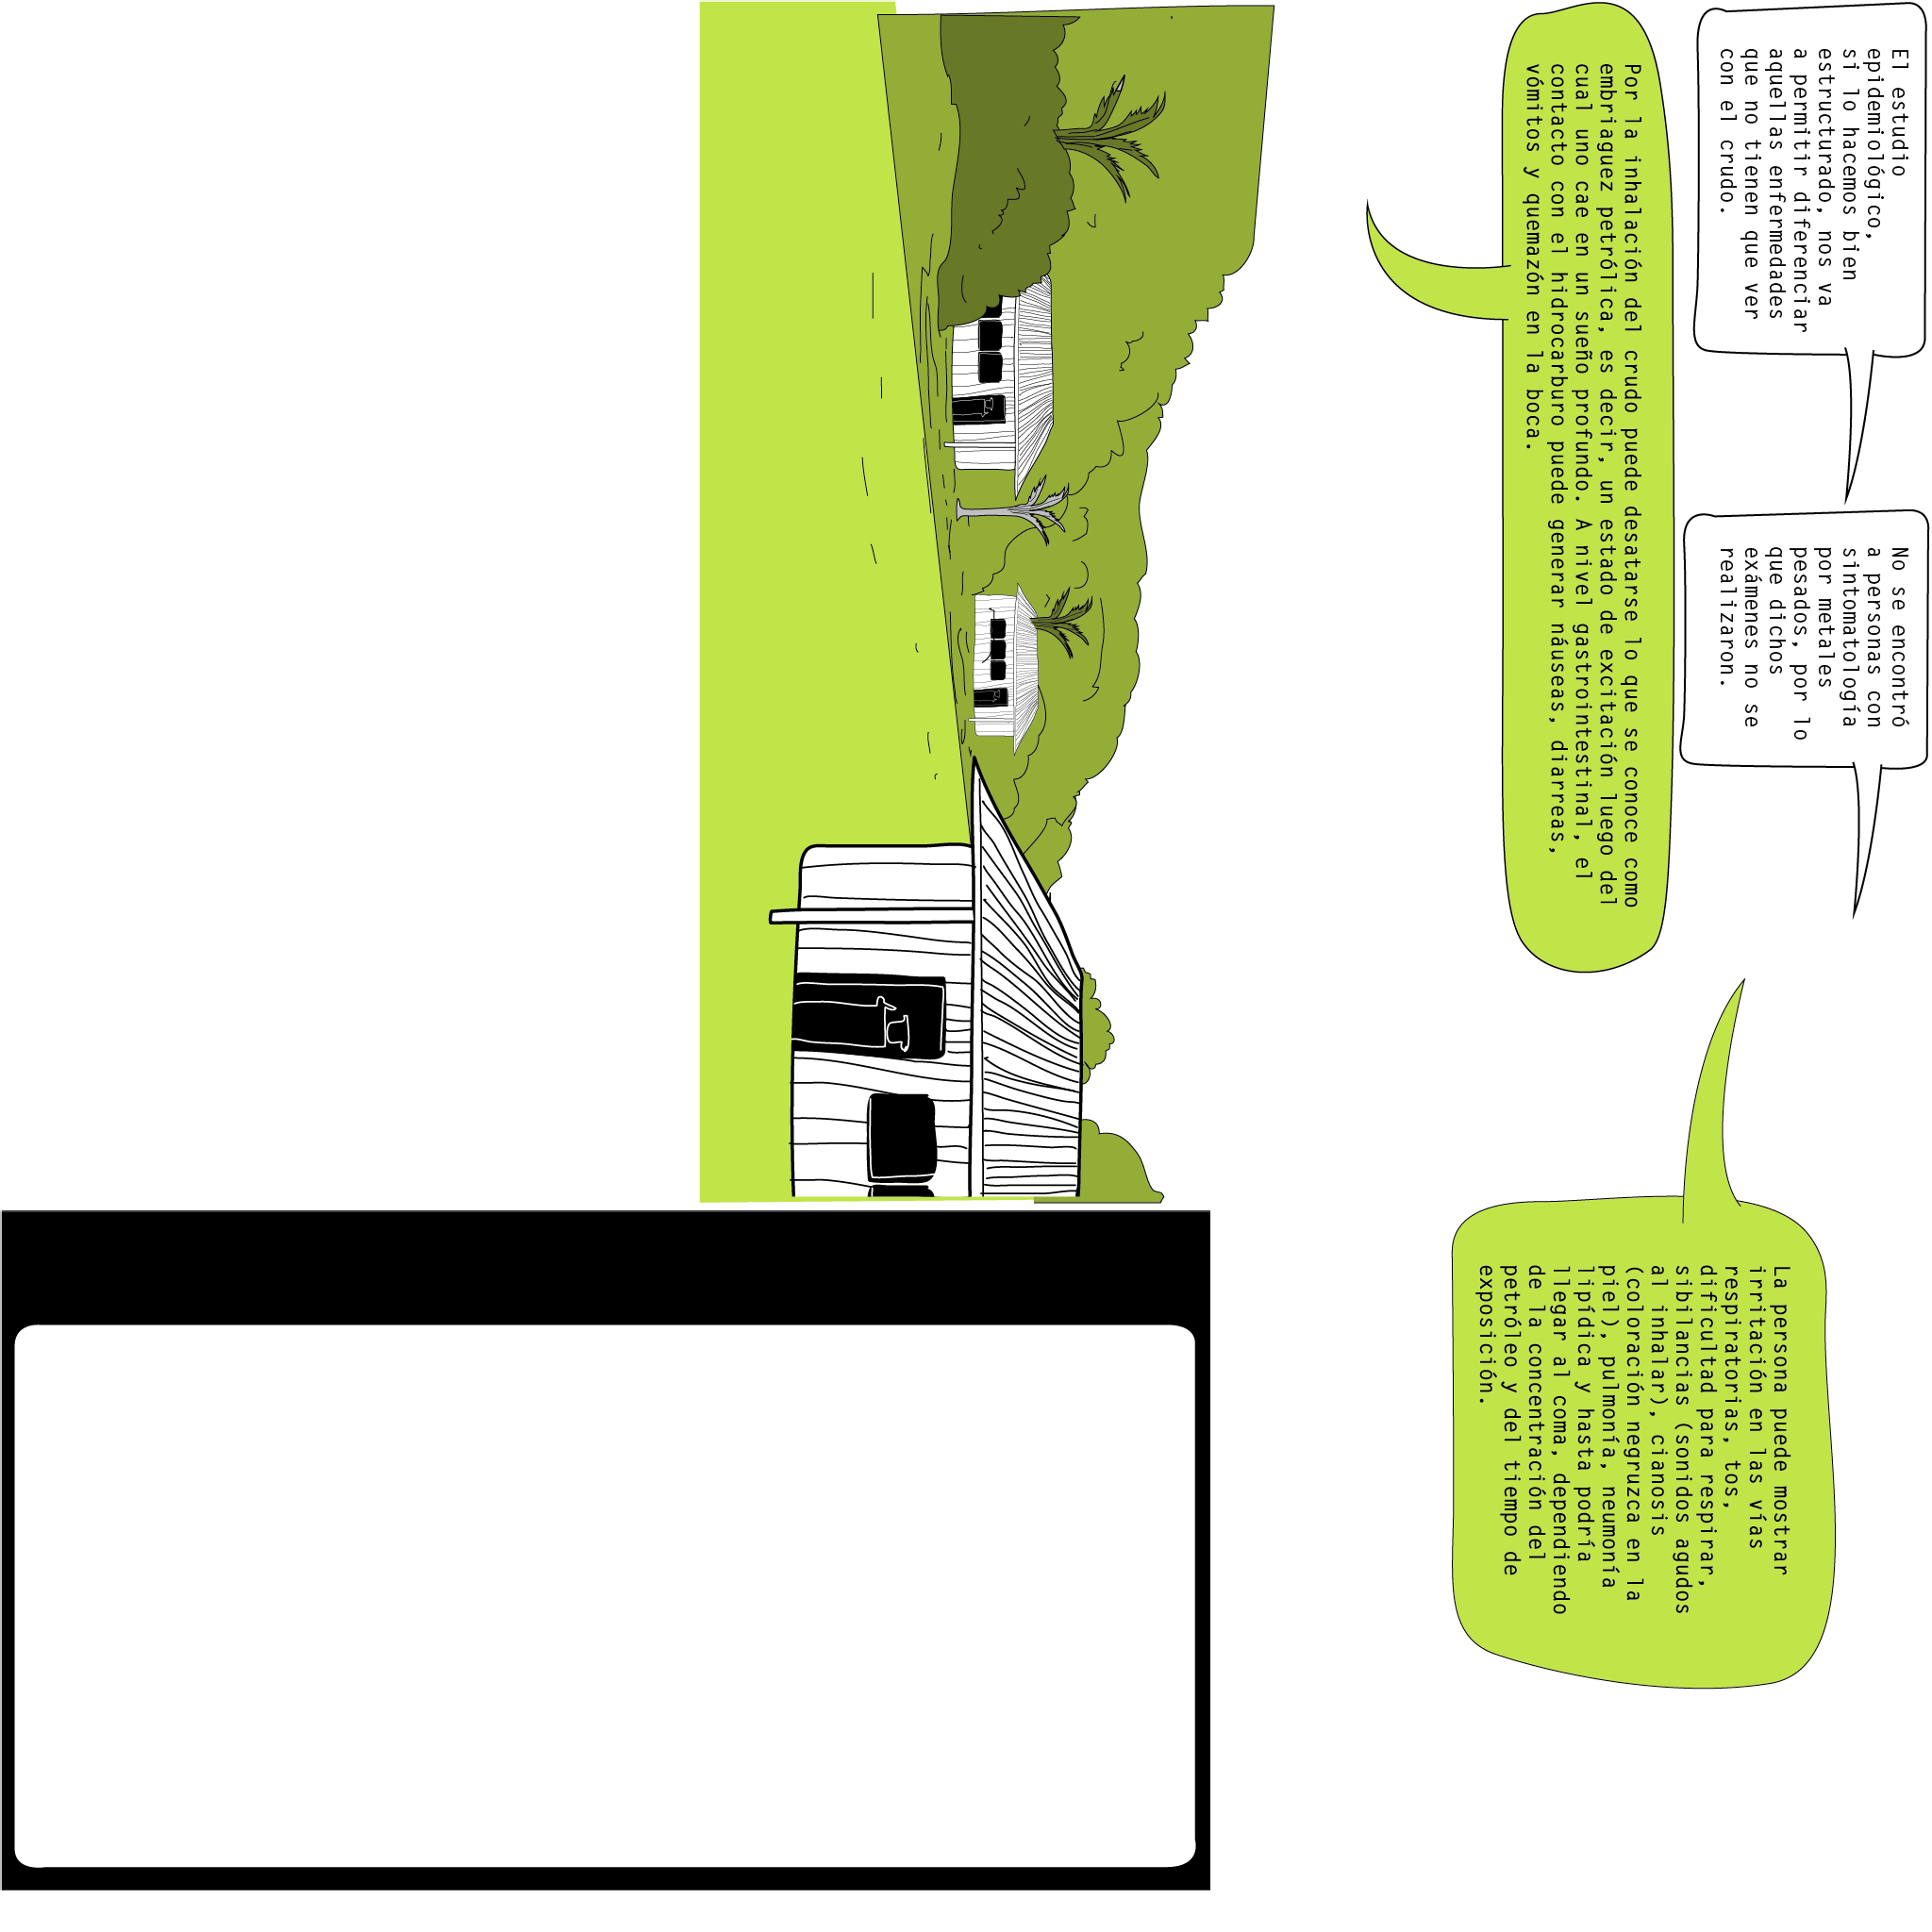 El estudio
epidemiológico,
si lo hacemos bien
estructurado, nos va
a permitir diferenciar
aquellas enfermedades
que no tienen que ver
con el crudo.
No se encontró
a personas con
sintomatología
por metales
pesados, por lo
que dichos
exámenes no se
realizaron.
Por la inhalación del crudo puede desatarse lo que se conoce como
embriaguez petrólica, es decir, un estado de excitación luego del
cual uno cae en un sueño profundo. A nivel gastrointestinal, el
contacto con el hidrocarburo puede generar náuseas, diarreas,
vómitos y quemazón en la boca.
La persona puede mostrar
irritación en las vías
respiratorias, tos,
dificultad para respirar,
sibilancias (sonidos agudos
al inhalar), cianosis
(coloración negruzca en la
piel), pulmonía, neumonía
lipídica y hasta podría
llegar al coma, dependiendo
de la concentración del
petróleo y del tiempo de
exposición.